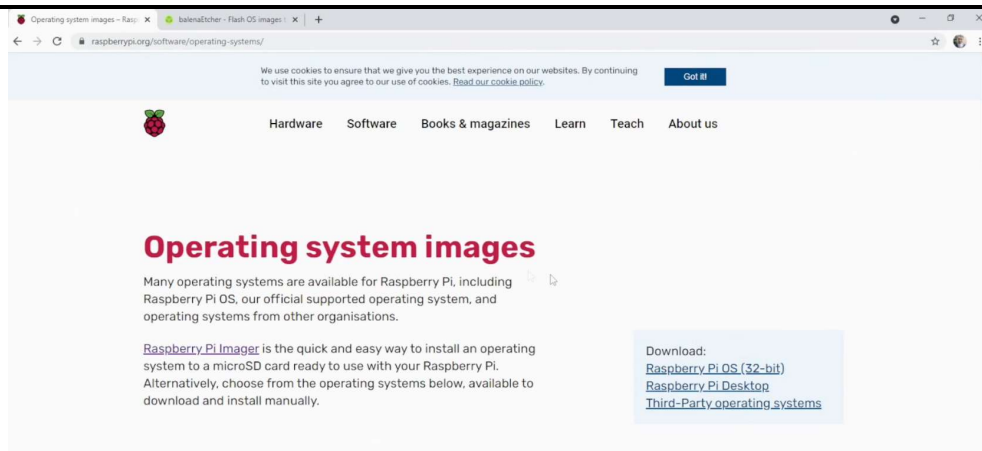 Operating system images – Rasp
balenaEtcher - Flash OS images t
raspberrypi.org/software/operating-systems/
We use cookies to ensure that we give you the best experience on our websites. By continuing
to visit this site you agree to our use of cookies. Read our cookie policy.
Got it!
Hardware Software Books & magazines Learn Teach About us
Operating system images
Many operating systems are available for Raspberry Pi, including
Raspberry Pi OS, our official supported operating system, and
operating systems from other organisations.
Raspberry Pi Imager is the quick and easy way to install an operating
system to a microSD card ready to use with your Raspberry Pi.
Alternatively, choose from the operating systems below, available to
download and install manually.
Download:
Raspberry Pi OS (32-bit)
Raspberry Pi Desktop
Third-Party operating systems